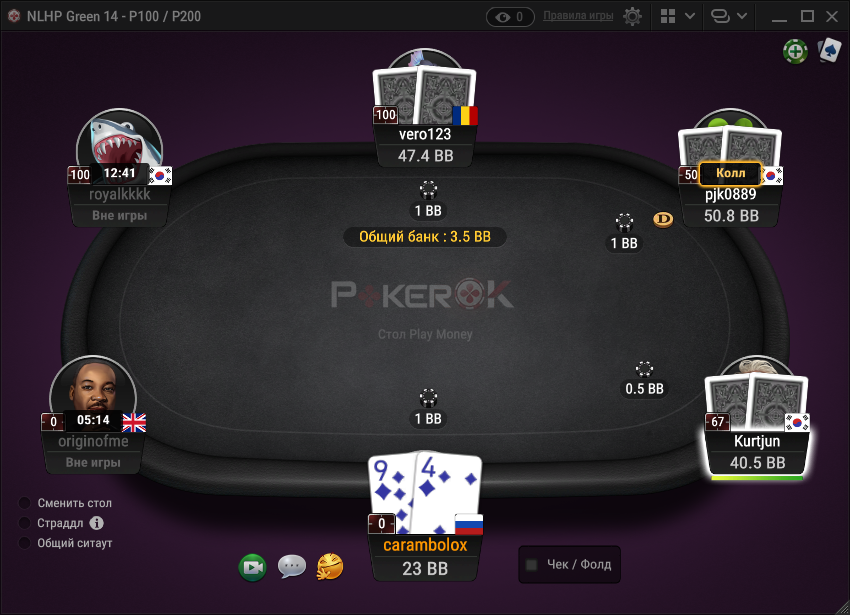 NLHP Green 14 - P100 / P200
0
Правила игры
100
vero123
47.4 BB
100
12:41
royalkkkk
Вне игры
50
Колл
pjk0889
50.8 BB
1 BB
D
1 BB
Общий банк : 3.5 BB
POKEROK
Стол Play Money
0.5 BB
1 BB
0
05:14
originofme
Вне игры
67
Kurtjun
40.5 BB
9
4
0
carambolox
23 BB
Сменить стол
Страддл i
Общий ситаут
Чек / Фолд